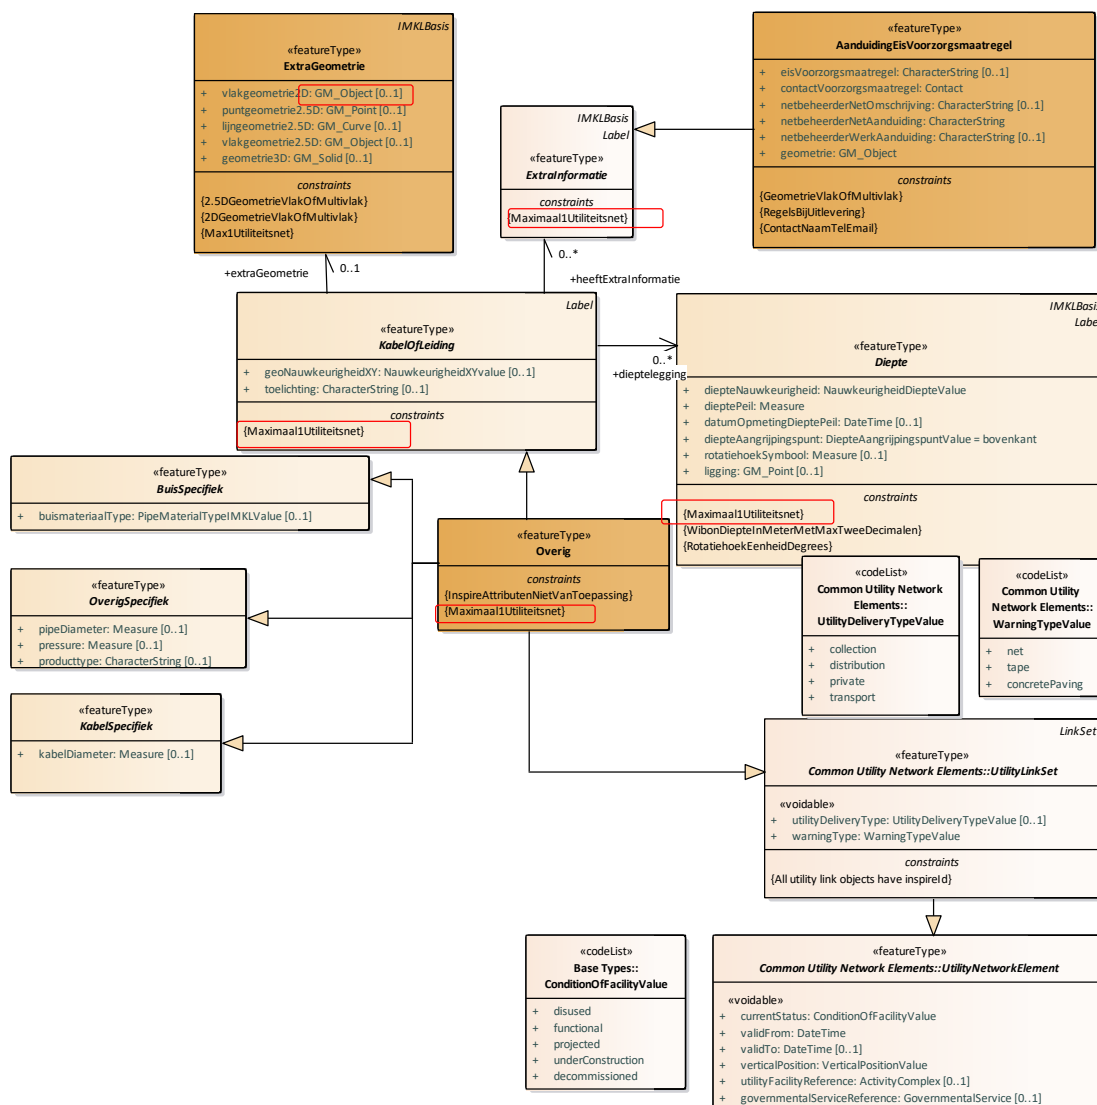 IMKLBasis
«featureType»
ExtraGeometrie
+ vlakgeometrie2D: GM_Object [0..1]
+ puntgeometrie2.5D: GM_Point [0..1]
+ lijngeometrie2.5D: GM_Curve [0..1]
+ vlakgeometrie2.5D: GM_Object [0..1]
+ geometrie3D: GM_Solid [0..1]
constraints
{2.5DGeometrieVlakOfMultivlak}
{2DGeometrieVlakOfMultivlak}
{Max1Utiliteitsnet}
«featureType»
AanduidingEisVoorzorgsmaatregel
+ eisVoorzorgsmaatregel: CharacterString [0..1]
+ contactVoorzorgsmaatregel: Contact
+ netbeheerderNetOmschrijving: CharacterString [0..1]
+ netbeheerderNetAanduiding: CharacterString
+ netbeheerderWerkAanduiding: CharacterString [0..1]
+ geometrie: GM_Object
constraints
{GeometrieVlakOfMultivlak}
{RegelsBijUitlevering}
{ContactNaamTelEmail}
IMKLBasis
Label
«featureType»
ExtraInformatie
constraints
{Maximaal1Utiliteitsnet}
+extraGeometrie
0..1
0..*
+heeftExtraInformatie
Label
«featureType»
KabelOfLeiding
+ geoNauwkeurigheidXY: NauwkeurigheidXYvalue [0..1]
+ toelichting: CharacterString [0..1]
constraints
{Maximaal1Utiliteitsnet}
0..*
+dieptelegging
IMKLBasis
Label
«featureType»
Diepte
+ diepteNauwkeurigheid: NauwkeurigheidDiepteValue
+ dieptePeil: Measure
+ datumOpmetingDieptePeil: DateTime [0..1]
+ diepteAangrijpingspunt: DiepteAangrijpingspuntValue = bovenkant
+ rotatiehoekSymbool: Measure [0..1]
+ ligging: GM_Point [0..1]
constraints
{Maximaal1Utiliteitsnet}
{WibonDiepteInMeterMetMaxTweeDecimalen}
{RotatiehoekEenheidDegrees}
«featureType»
BuisSpecifiek
+ buismateriaalType: PipeMaterialTypeIMKLValue [0..1]
«featureType»
Overig
constraints
{InspireAttributenNietVanToepassing}
{Maximaal1Utiliteitsnet}
«featureType»
OverigSpecifiek
+ pipeDiameter: Measure [0..1]
+ pressure: Measure [0..1]
+ producttype: CharacterString [0..1]
«featureType»
KabelSpecifiek
+ kabelDiameter: Measure [0..1]
«codeList»
Common Utility Network
Elements::
UtilityDeliveryTypeValue
+ collection
+ distribution
+ private
+ transport
«codeList»
Common Utility
Network Elements::
WarningTypeValue
+ net
+ tape
+ concretePaving
LinkSet
«featureType»
Common Utility Network Elements::UtilityLinkSet
«voidable»
+ utilityDeliveryType: UtilityDeliveryTypeValue [0..1]
+ warningType: WarningTypeValue
constraints
{All utility link objects have inspireId}
«codeList»
Base Types::
ConditionOfFacilityValue
+ disused
+ functional
+ projected
+ underConstruction
+ decommissioned
«featureType»
Common Utility Network Elements::UtilityNetworkElement
«voidable»
+ currentStatus: ConditionOfFacilityValue
+ validFrom: DateTime
+ validTo: DateTime [0..1]
+ verticalPosition: VerticalPositionValue
+ utilityFacilityReference: ActivityComplex [0..1]
+ governmentalServiceReference: GovernmentalService [0..1]